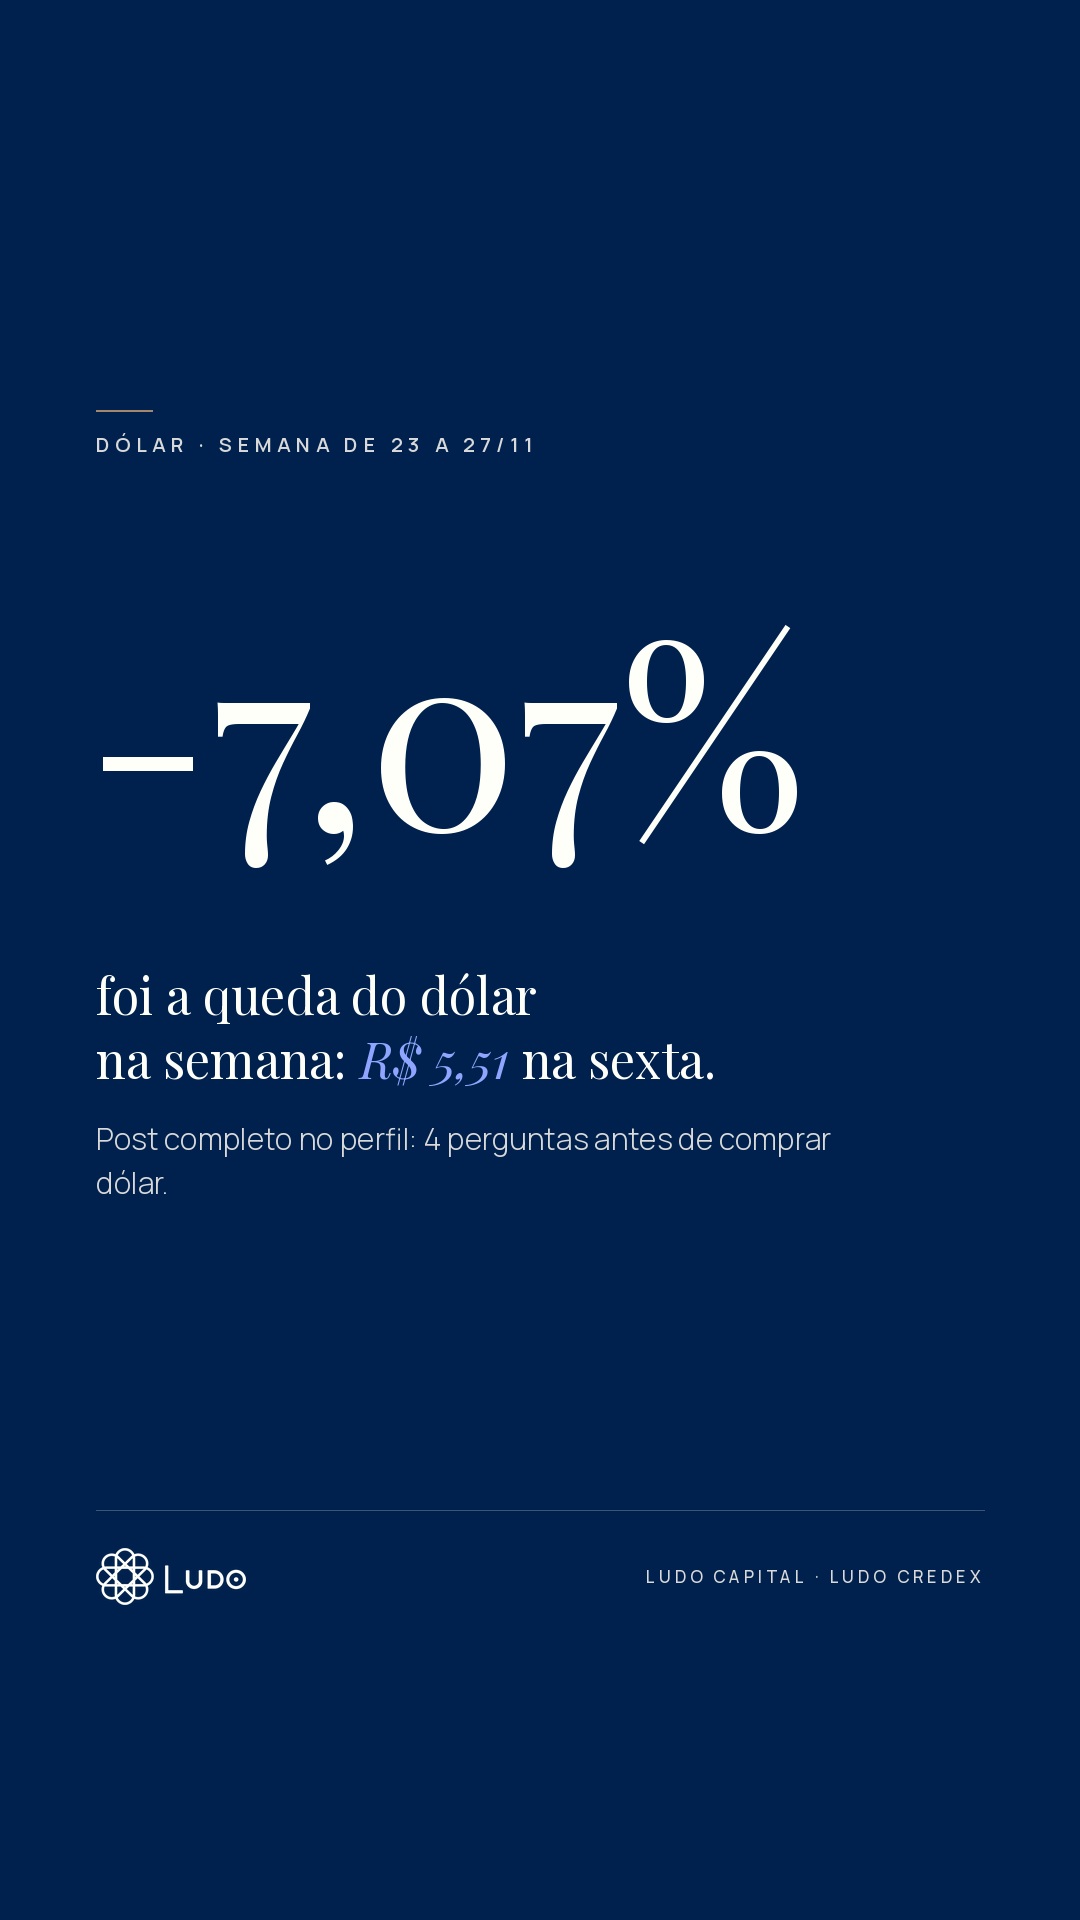 DÓLAR · SEMANA DE 23 A 27/11
−7,07%
foi a queda do dólar
na semana: R$ 5,51 na sexta.
Post completo no perfil: 4 perguntas antes de comprar
dólar.
LUDO
LUDO CAPITAL · LUDO CREDEX